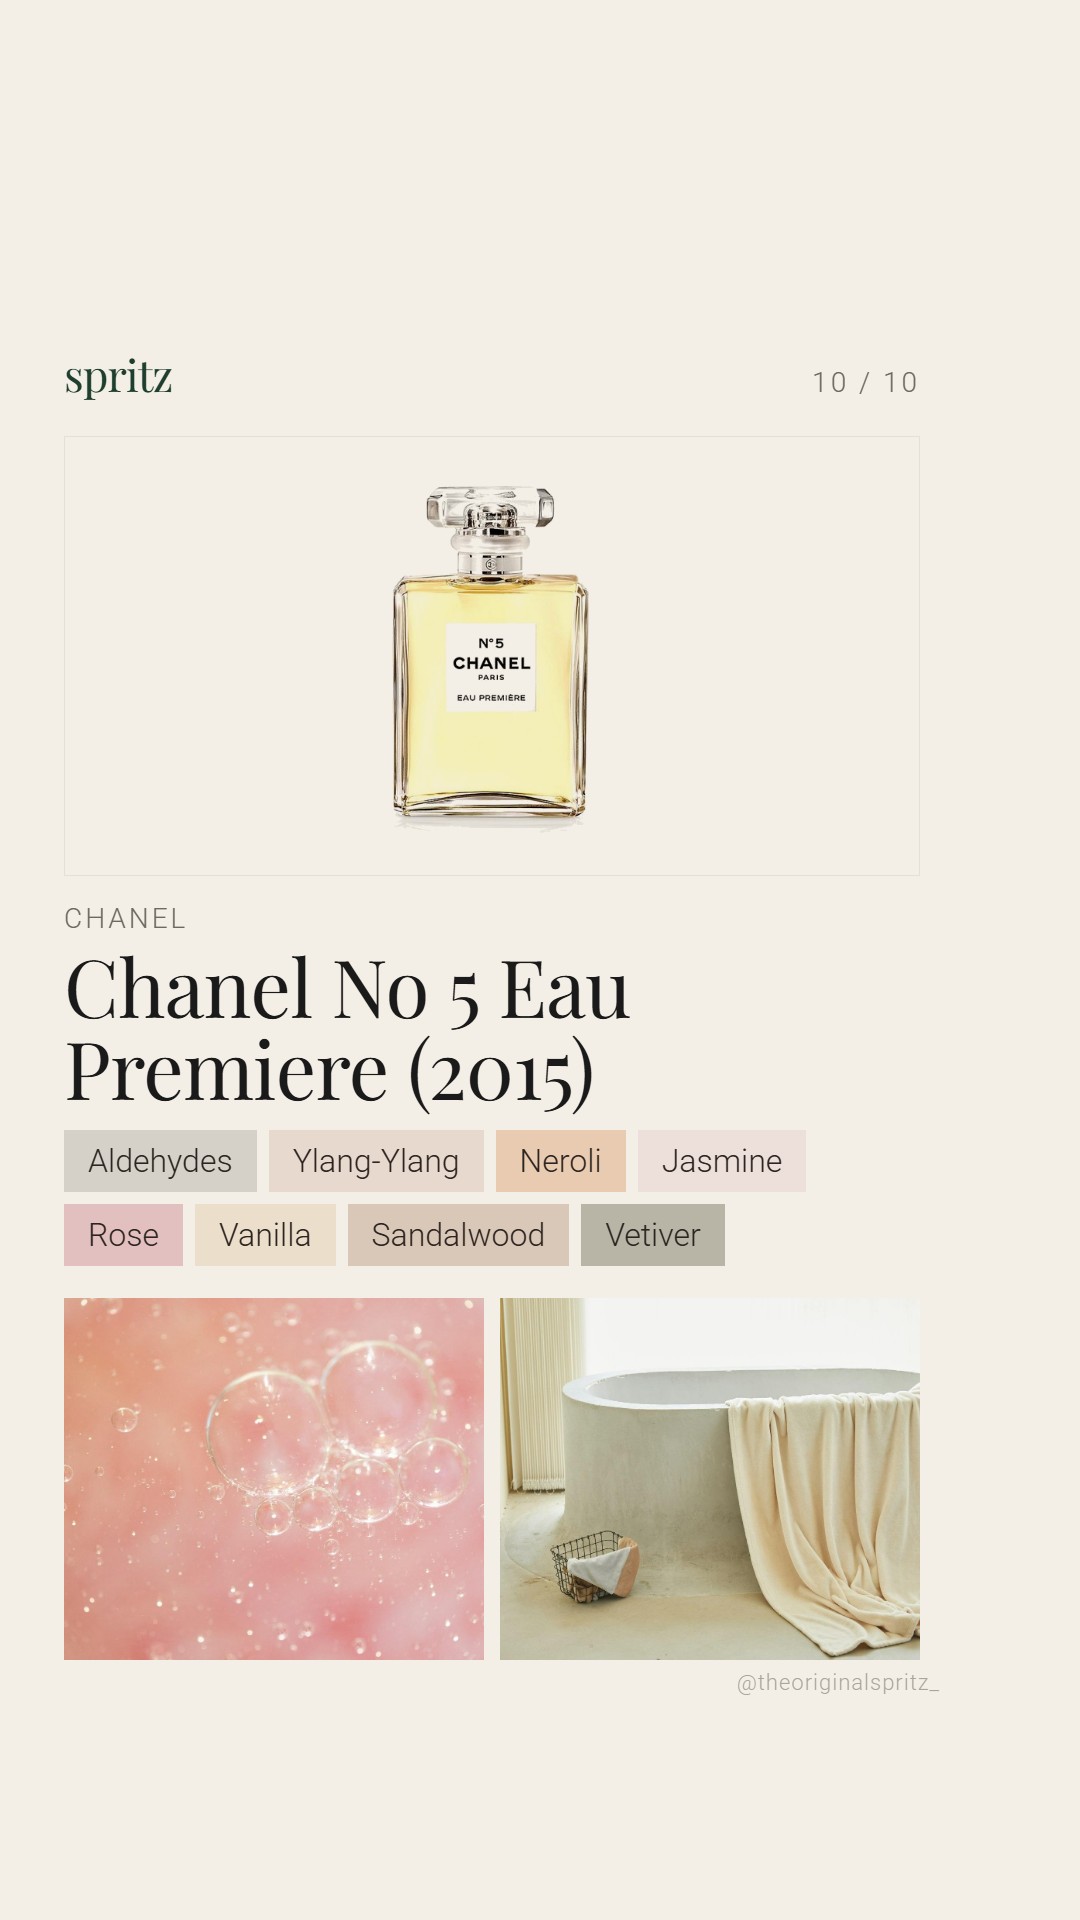 spritz
10 / 10
N°5
CHANEL
PARIS
EAU PREMIÈRE
CHANEL
Chanel No 5 Eau
Premiere (2015)
Aldehydes Ylang-Ylang Neroli Jasmine
Rose Vanilla Sandalwood Vetiver
@theoriginalspritz_